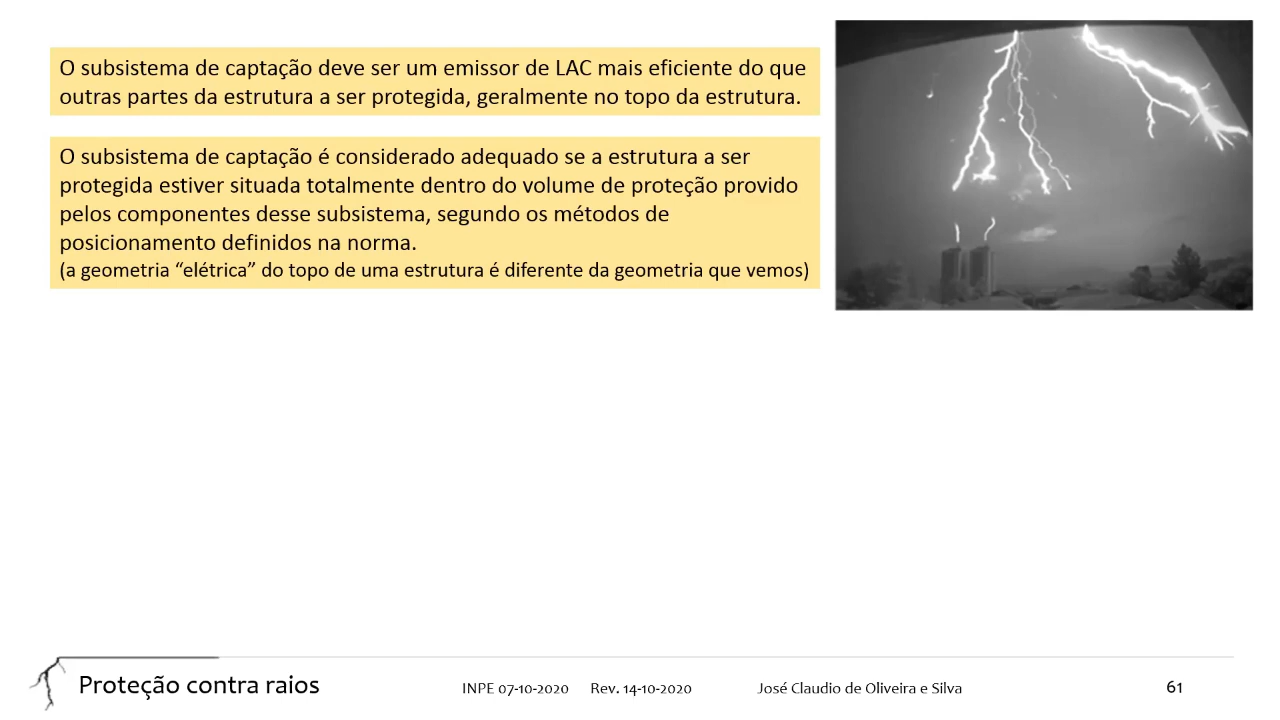 O subsistema de captação deve ser um emissor de LAC mais eficiente do que
outras partes da estrutura a ser protegida, geralmente no topo da estrutura.
O subsistema de captação é considerado adequado se a estrutura a ser
protegida estiver situada totalmente dentro do volume de proteção provido
pelos componentes desse subsistema, segundo os métodos de
posicionamento definidos na norma.
(a geometria “elétrica” do topo de uma estrutura é diferente da geometria que vemos)
Proteção contra raios
INPE 07-10-2020 Rev. 14-10-2020 José Claudio de Oliveira e Silva 61